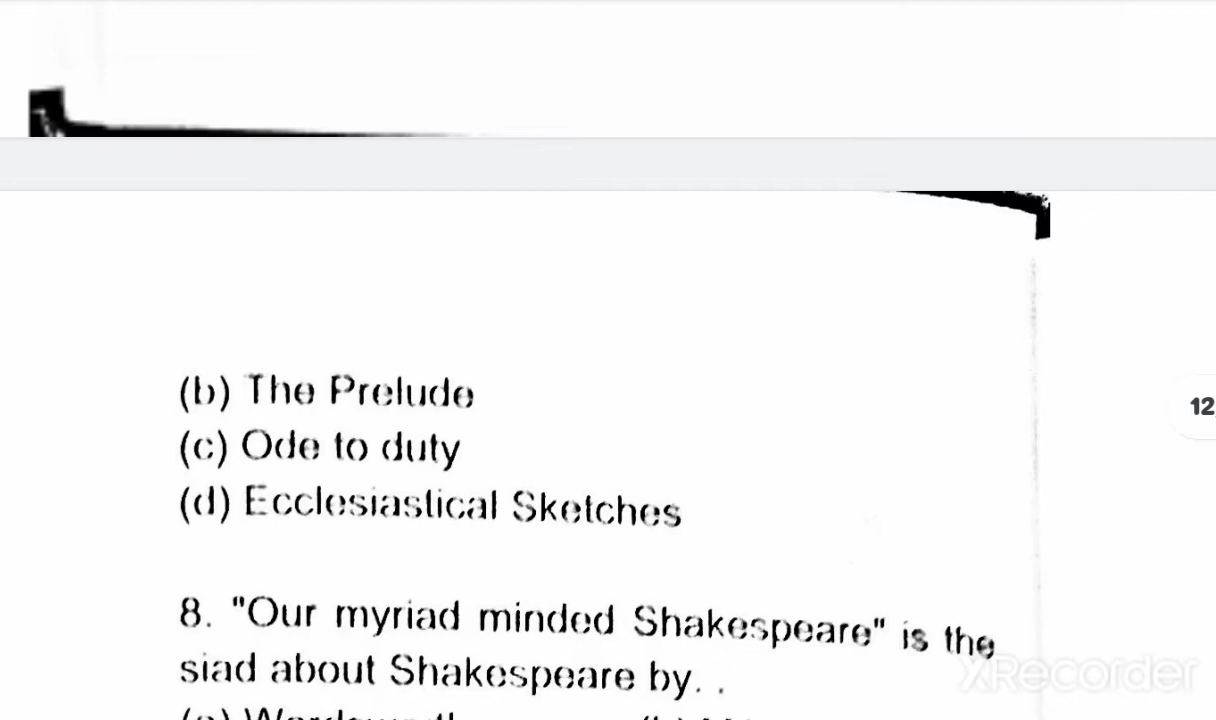 (b) The Prelude
12
(c) Ode to duty
(d) Ecclesiastical Sketches
8. "Our myriad minded Shakespeare" is the
siad about Shakespeare by. .
XRecorder